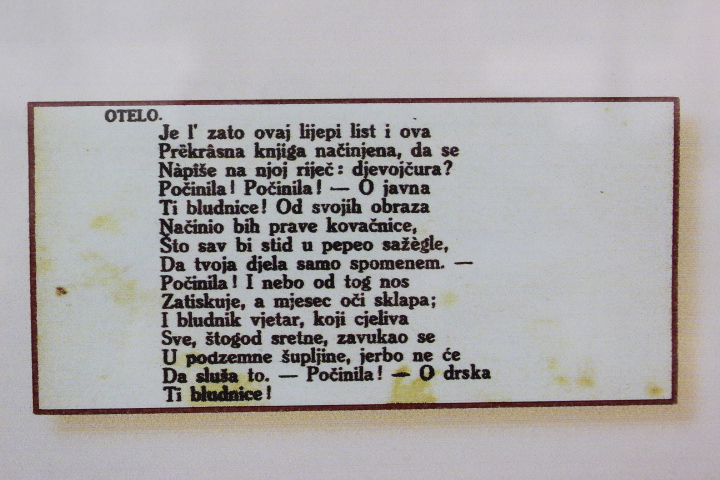 OTELO.
Je l' zato ovaj lijepi list i ova
Prȅkrâsna knjiga načinjena, da se
Nàpiše na njoj riječ: djevojčura?
Počinila! Počinila! — O javna
Ti bludnice! Od svojih obraza
Načinio bih prave kovačnice,
Što sav bi stid u pepeo sažègle,
Da tvoja djela samo spomenem. —
Počinila! I nebo od tog nos
Zatiskuje, a mjesec oči sklapa;
I bludnik vjetar, koji cjeliva
Sve, štogod sretne, zavukao se
U podzemne šupljine, jerbo ne će
Da sluša to. — Počinila! — O drska
Ti bludnice!